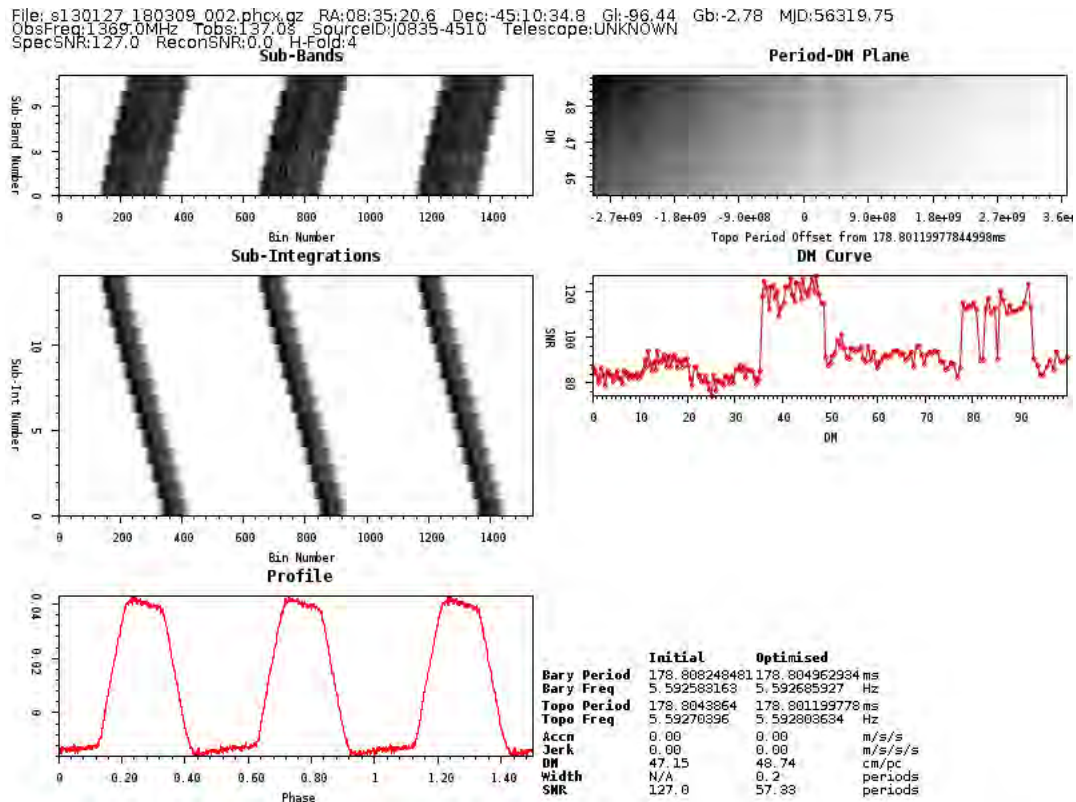 File: s130127_180309_002.phcx.gz RA:08:35:20.6 Dec:-45:10:34.8 Gl:-96.44 Gb:-2.78 MJD:56319.75
ObsFreq:1369.0MHz Tobs:137.0s SourceID:J0835-4510 Telescope:UNKNOWN
SpecSNR:127.0 ReconSNR:0.0 H-Fold:4
Sub-Bands
Sub-Band Number
6
3
0
0 200 400 600 800 1000 1200 1400
Bin Number
Period-DM Plane
DM
48
47
46
-2.7e+09 -1.8e+09 -9.0e+08 0 9.0e+08 1.8e+09 2.7e+09 3.6e
Topo Period Offset from 178.80119977844998ms
Sub-Integrations
Sub-Int Number
10
5
0
0 200 400 600 800 1000 1200 1400
Bin Number
DM Curve
SNR
120
100
80
0 10 20 30 40 50 60 70 80 90
DM
Profile
0.04
0.02
0
0 0.20 0.40 0.60 0.80 1 1.20 1.40
Phase
Initial Optimised
Bary Period 178.808248481 178.804962934 ms
Bary Freq 5.592583163 5.592685927 Hz
Topo Period 178.8043864 178.801199778 ms
Topo Freq 5.59270396 5.592803634 Hz
Accn 0.00 0.00 m/s/s
Jerk 0.00 0.00 m/s/s/s
DM 47.15 48.74 cm/pc
Width N/A 0.2 periods
SNR 127.0 57.33 periods